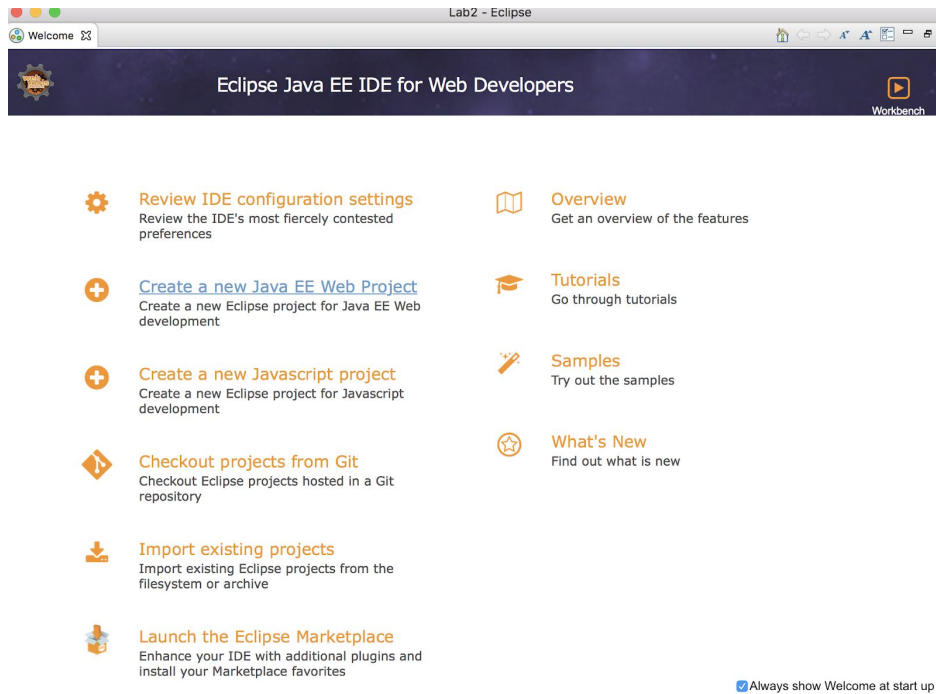 Lab2 - Eclipse
Welcome
Eclipse Java EE IDE for Web Developers
Workbench
Review IDE configuration settings
Review the IDE's most fiercely contested
preferences
Create a new Java EE Web Project
Create a new Eclipse project for Java EE Web
development
Create a new Javascript project
Create a new Eclipse project for Javascript
development
Checkout projects from Git
Checkout Eclipse projects hosted in a Git
repository
Import existing projects
Import existing Eclipse projects from the
filesystem or archive
Launch the Eclipse Marketplace
Enhance your IDE with additional plugins and
install your Marketplace favorites
Overview
Get an overview of the features
Tutorials
Go through tutorials
Samples
Try out the samples
What's New
Find out what is new
Always show Welcome at start up